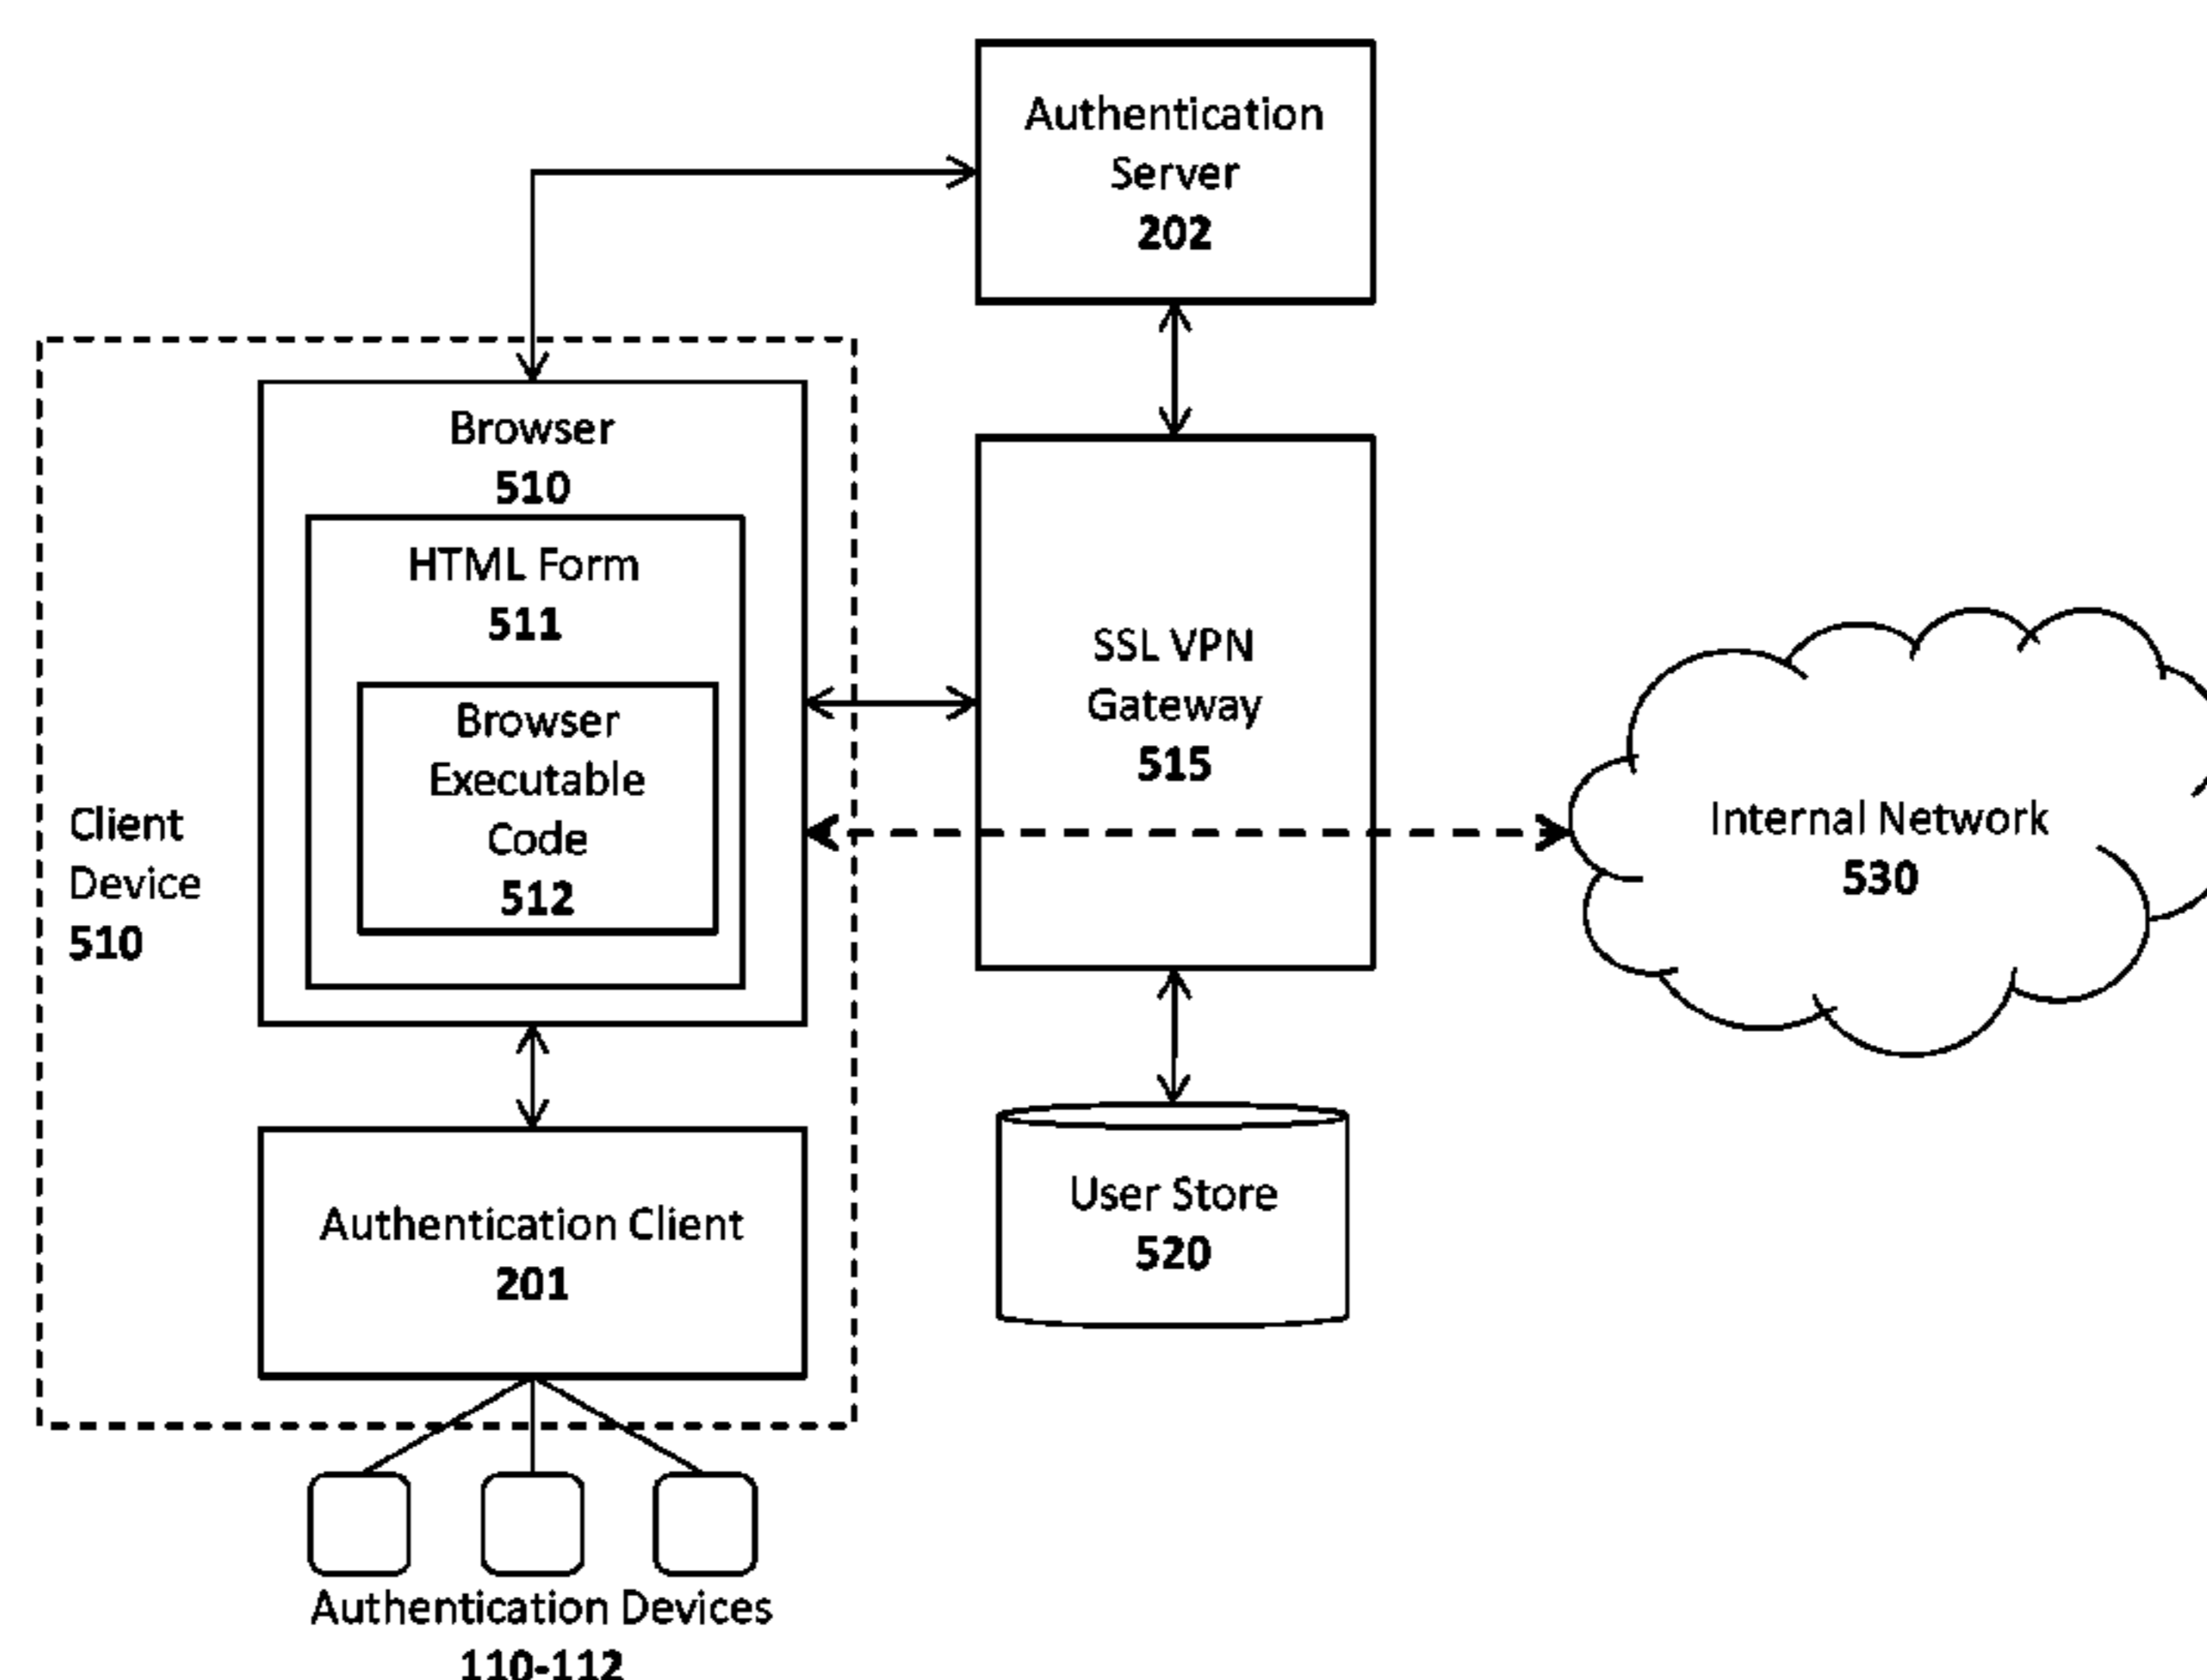 Authentication
Server
202
Browser
510
HTML Form
511
Browser
Executable
Code
512
Client
Device
510
SSL VPN
Gateway
515
Internal Network
530
Authentication Client
201
User Store
520
Authentication Devices
110-112